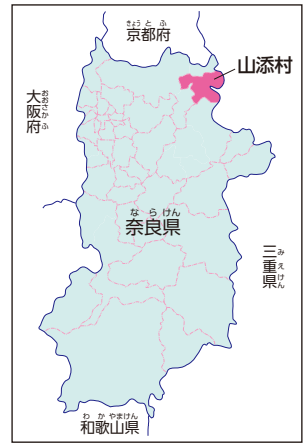 きょうとふ
京都府
山添村
おおさかふ
大阪府
ならけん
奈良県
みえけん
三重県
わかやまけん
和歌山県